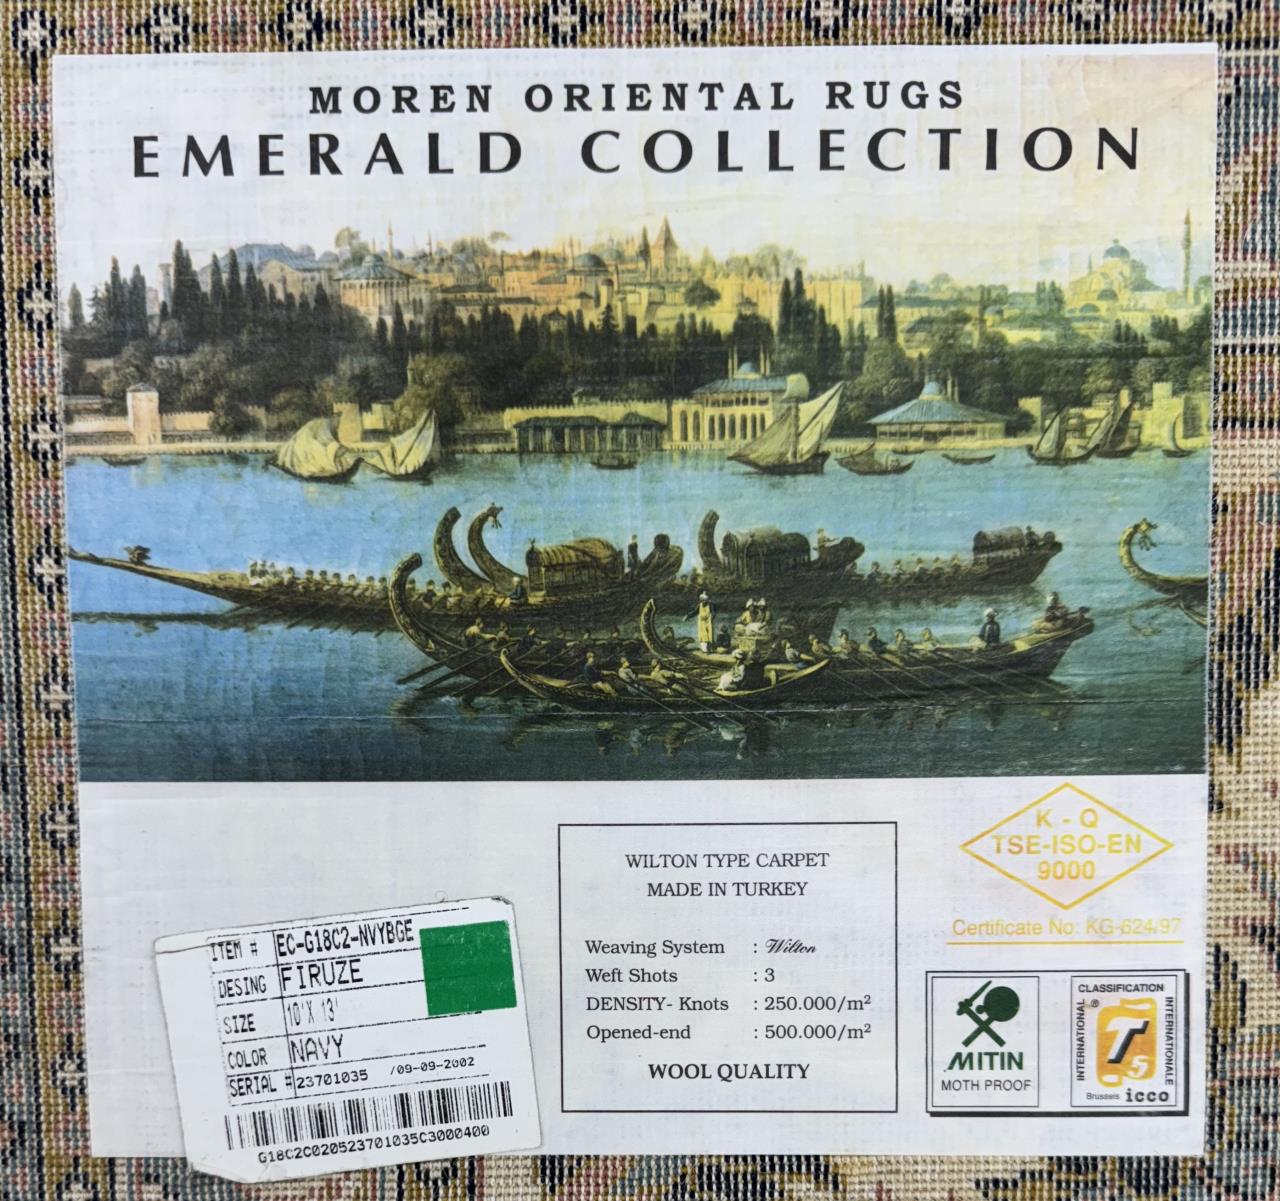 MOREN ORIENTAL RUGS
EMERALD COLLECTION
K - Q
TSE-ISO-EN
9000
Certificate No: KG-624/97
WILTON TYPE CARPET
MADE IN TURKEY
Weaving System : Wilton
Weft Shots : 3
DENSITY- Knots : 250.000/m²
Opened-end : 500.000/m²
WOOL QUALITY
ITEM # EC-G18C2-NVYBGE
DESING FIRUZE
SIZE 10'X 13'
COLOR NAVY
SERIAL # 23701035 /09-09-2002
G18C2C020523701035C3000400
MITIN
MOTH PROOF
CLASSIFICATION
INTERNATIONAL
®
INTERNATIONALE
T5
Brussels icco